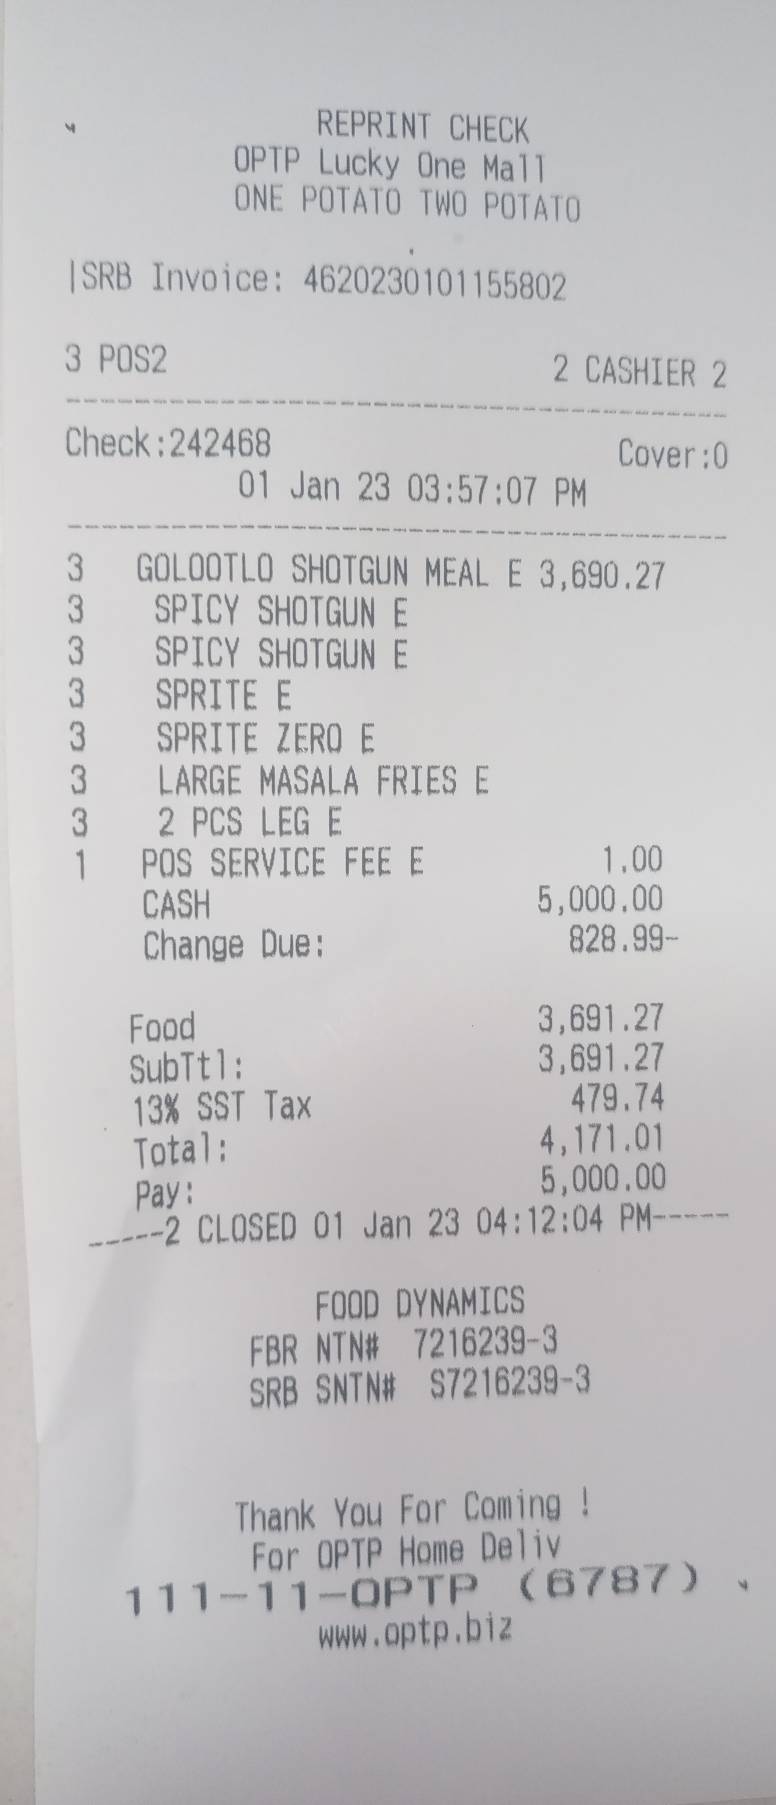 REPRINT CHECK
OPTP Lucky One Mall
ONE POTATO TWO POTATO
|SRB Invoice: 4620230101155802
3 POS2 2 CASHIER 2
--------------------------------------
Check:242468 Cover:0
01 Jan 23 03:57:07 PM
--------------------------------------
3 GOLOOTLO SHOTGUN MEAL E 3,690.27
3 SPICY SHOTGUN E
3 SPICY SHOTGUN E
3 SPRITE E
3 SPRITE ZERO E
3 LARGE MASALA FRIES E
3 2 PCS LEG E
1 POS SERVICE FEE E 1.00
CASH 5,000.00
Change Due: 828.99-
Food 3,691.27
SubTtl: 3,691.27
13% SST Tax 479.74
Total: 4,171.01
Pay: 5,000.00
-----2 CLOSED 01 Jan 23 04:12:04 PM-----
FOOD DYNAMICS
FBR NTN# 7216239-3
SRB SNTN# S7216239-3
Thank You For Coming !
For OPTP Home Deliv
111-11-OPTP (6787)
www.optp.biz